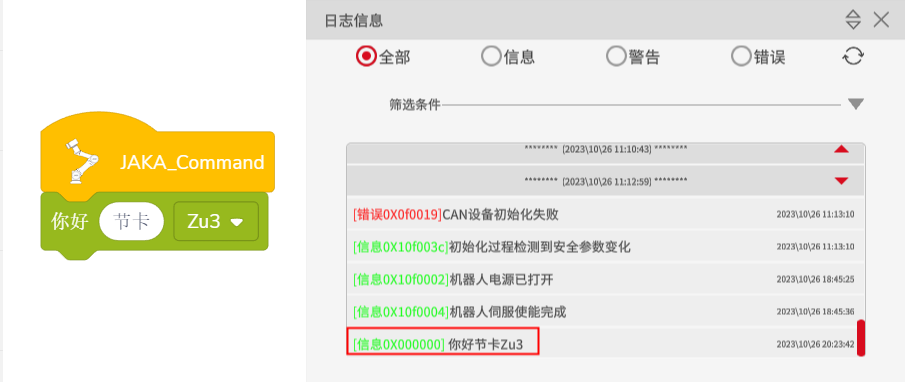 JAKA_Command
你好 节卡 Zu3
日志信息
全部 信息 警告 错误
筛选条件
******** (2023\10\26 11:10:43) ********
******** (2023\10\26 11:12:59) ********
[错误0X0f0019]CAN设备初始化失败 2023\10\26 11:13:10
[信息0X10f003c]初始化过程检测到安全参数变化 2023\10\26 11:13:10
[信息0X10f0002]机器人电源已打开 2023\10\26 18:45:25
[信息0X10f0004]机器人伺服使能完成 2023\10\26 18:45:36
[信息0X000000] 你好节卡Zu3 2023\10\26 20:23:42